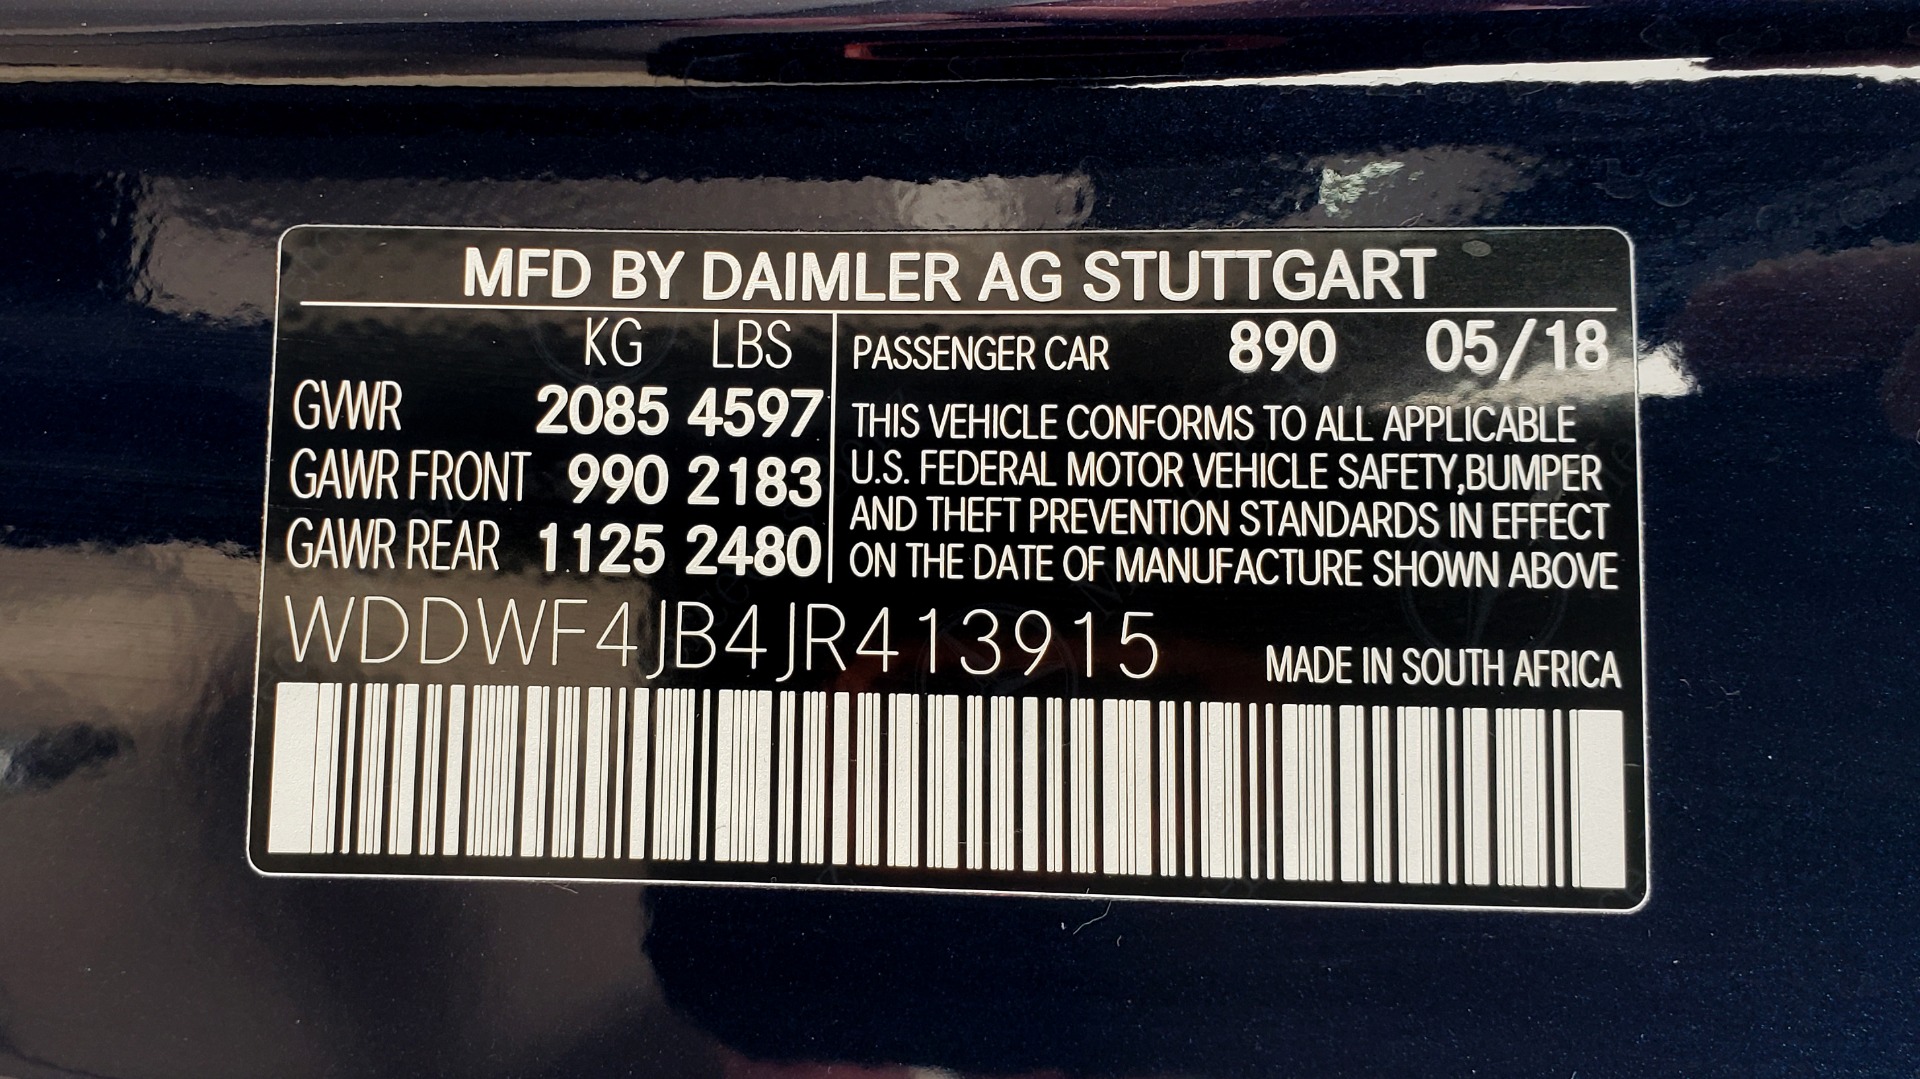 MFD BY DAIMLER AG STUTTGART
KG LBS
GVWR 2085 4597
GAWR FRONT 990 2183
GAWR REAR 1125 2480
PASSENGER CAR 890 05/18
THIS VEHICLE CONFORMS TO ALL APPLICABLE
U.S. FEDERAL MOTOR VEHICLE SAFETY,BUMPER
AND THEFT PREVENTION STANDARDS IN EFFECT
ON THE DATE OF MANUFACTURE SHOWN ABOVE
WDDWF4JB4JR413915
MADE IN SOUTH AFRICA